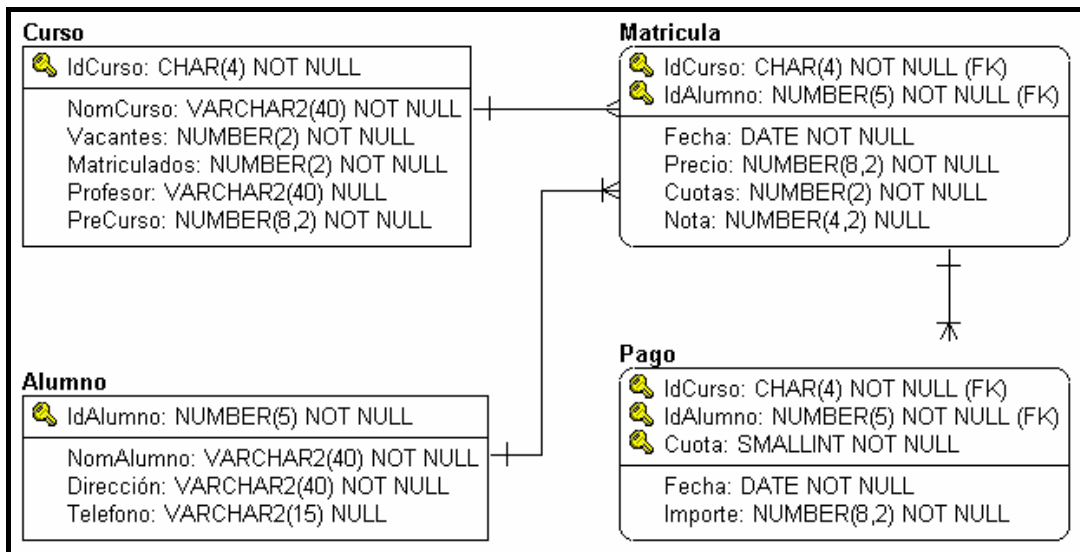 Curso
IdCurso: CHAR(4) NOT NULL
NomCurso: VARCHAR2(40) NOT NULL
Vacantes: NUMBER(2) NOT NULL
Matriculados: NUMBER(2) NOT NULL
Profesor: VARCHAR2(40) NULL
PreCurso: NUMBER(8,2) NOT NULL
Matricula
IdCurso: CHAR(4) NOT NULL (FK)
IdAlumno: NUMBER(5) NOT NULL (FK)
Fecha: DATE NOT NULL
Precio: NUMBER(8,2) NOT NULL
Cuotas: NUMBER(2) NOT NULL
Nota: NUMBER(4,2) NULL
Alumno
IdAlumno: NUMBER(5) NOT NULL
NomAlumno: VARCHAR2(40) NOT NULL
Dirección: VARCHAR2(40) NOT NULL
Telefono: VARCHAR2(15) NULL
Pago
IdCurso: CHAR(4) NOT NULL (FK)
IdAlumno: NUMBER(5) NOT NULL (FK)
Cuota: SMALLINT NOT NULL
Fecha: DATE NOT NULL
Importe: NUMBER(8,2) NOT NULL